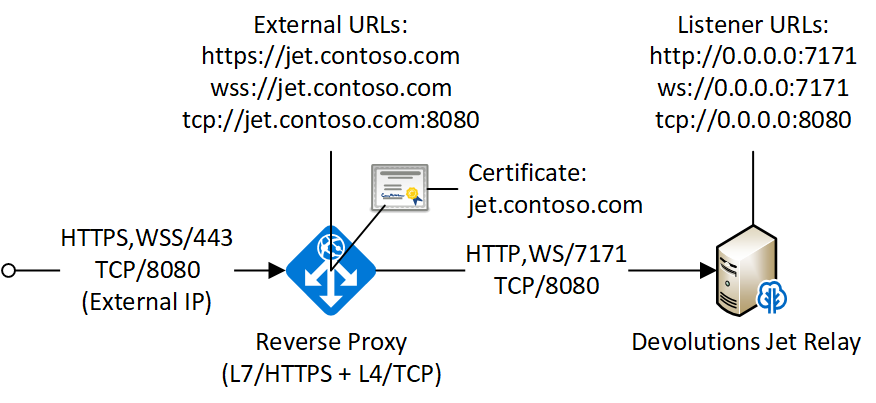 External URLs:
https://jet.contoso.com
wss://jet.contoso.com
tcp://jet.contoso.com:8080
Listener URLs:
http://0.0.0.0:7171
ws://0.0.0.0:7171
tcp://0.0.0.0:8080
Certificate:
jet.contoso.com
HTTPS,WSS/443
TCP/8080
(External IP)
HTTP,WS/7171
TCP/8080
Reverse Proxy
(L7/HTTPS + L4/TCP)
Devolutions Jet Relay